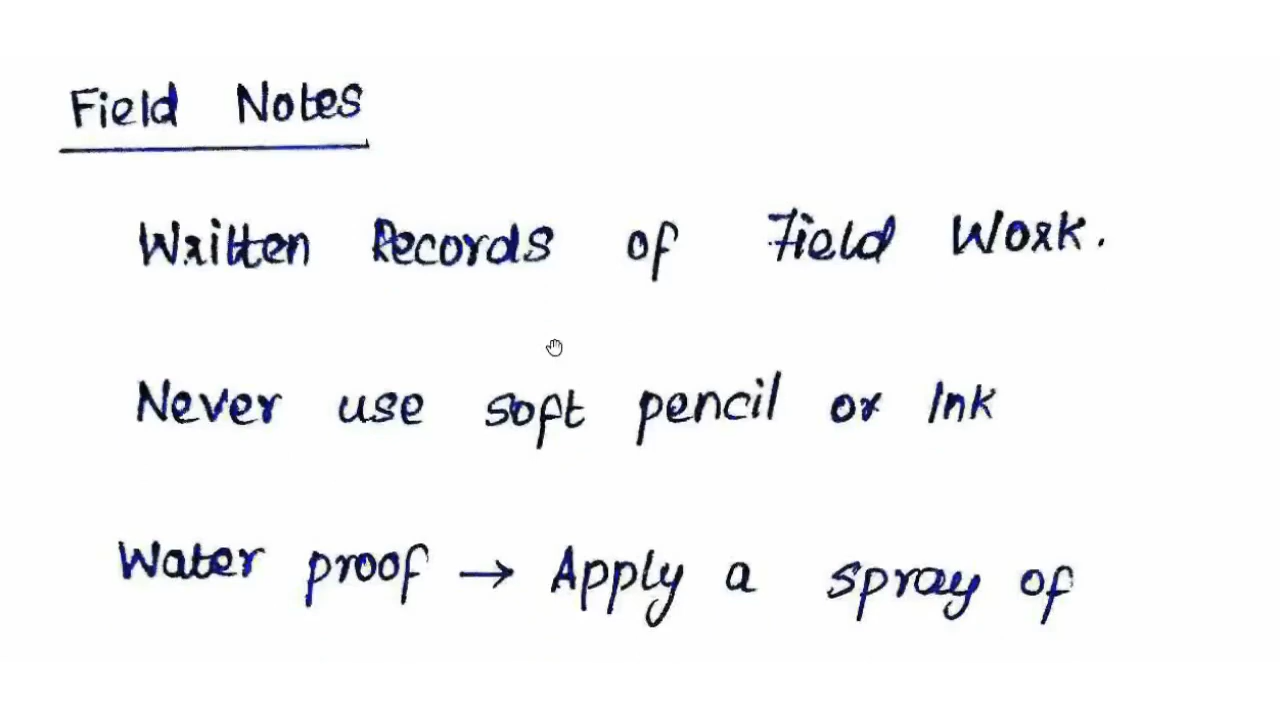 Field Notes
Written Records of Field Work.
Never use soft pencil or Ink
Water proof → Apply a spray of